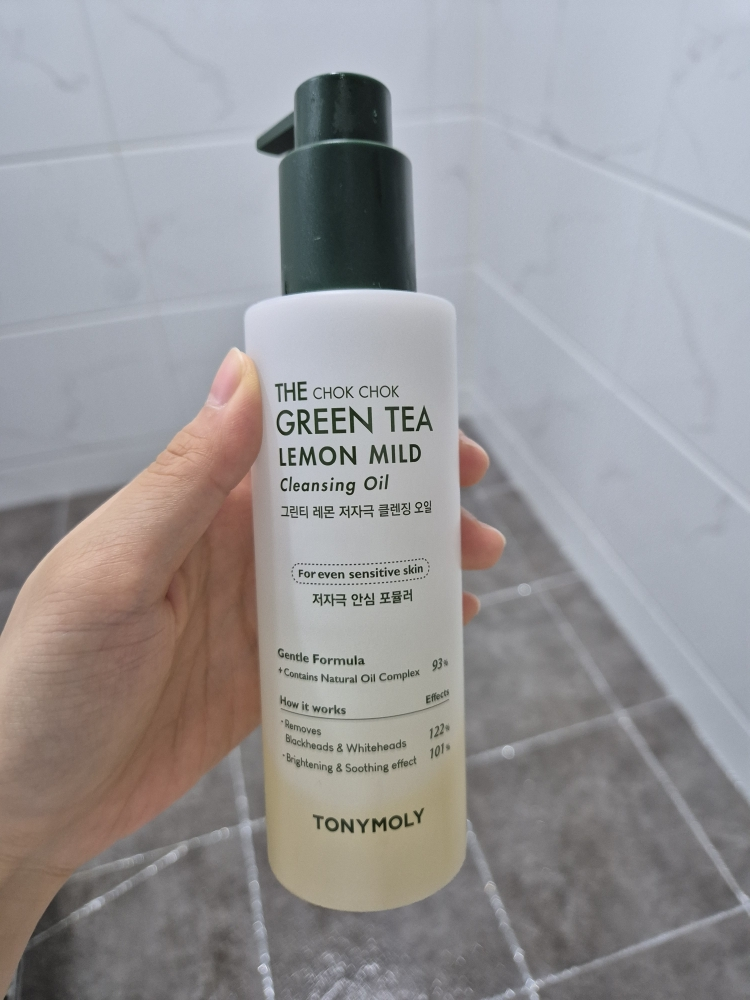 THE CHOK CHOK
GREEN TEA
LEMON MILD
Cleansing Oil
그린티 레몬 저자극 클렌징 오일
For even sensitive skin
저자극 안심 포뮬러
Gentle Formula
+Contains Natural Oil Complex 93%
How it works Effects
·Removes
Blackheads & Whiteheads 122%
·Brightening & Soothing effect 101%
TONYMOLY